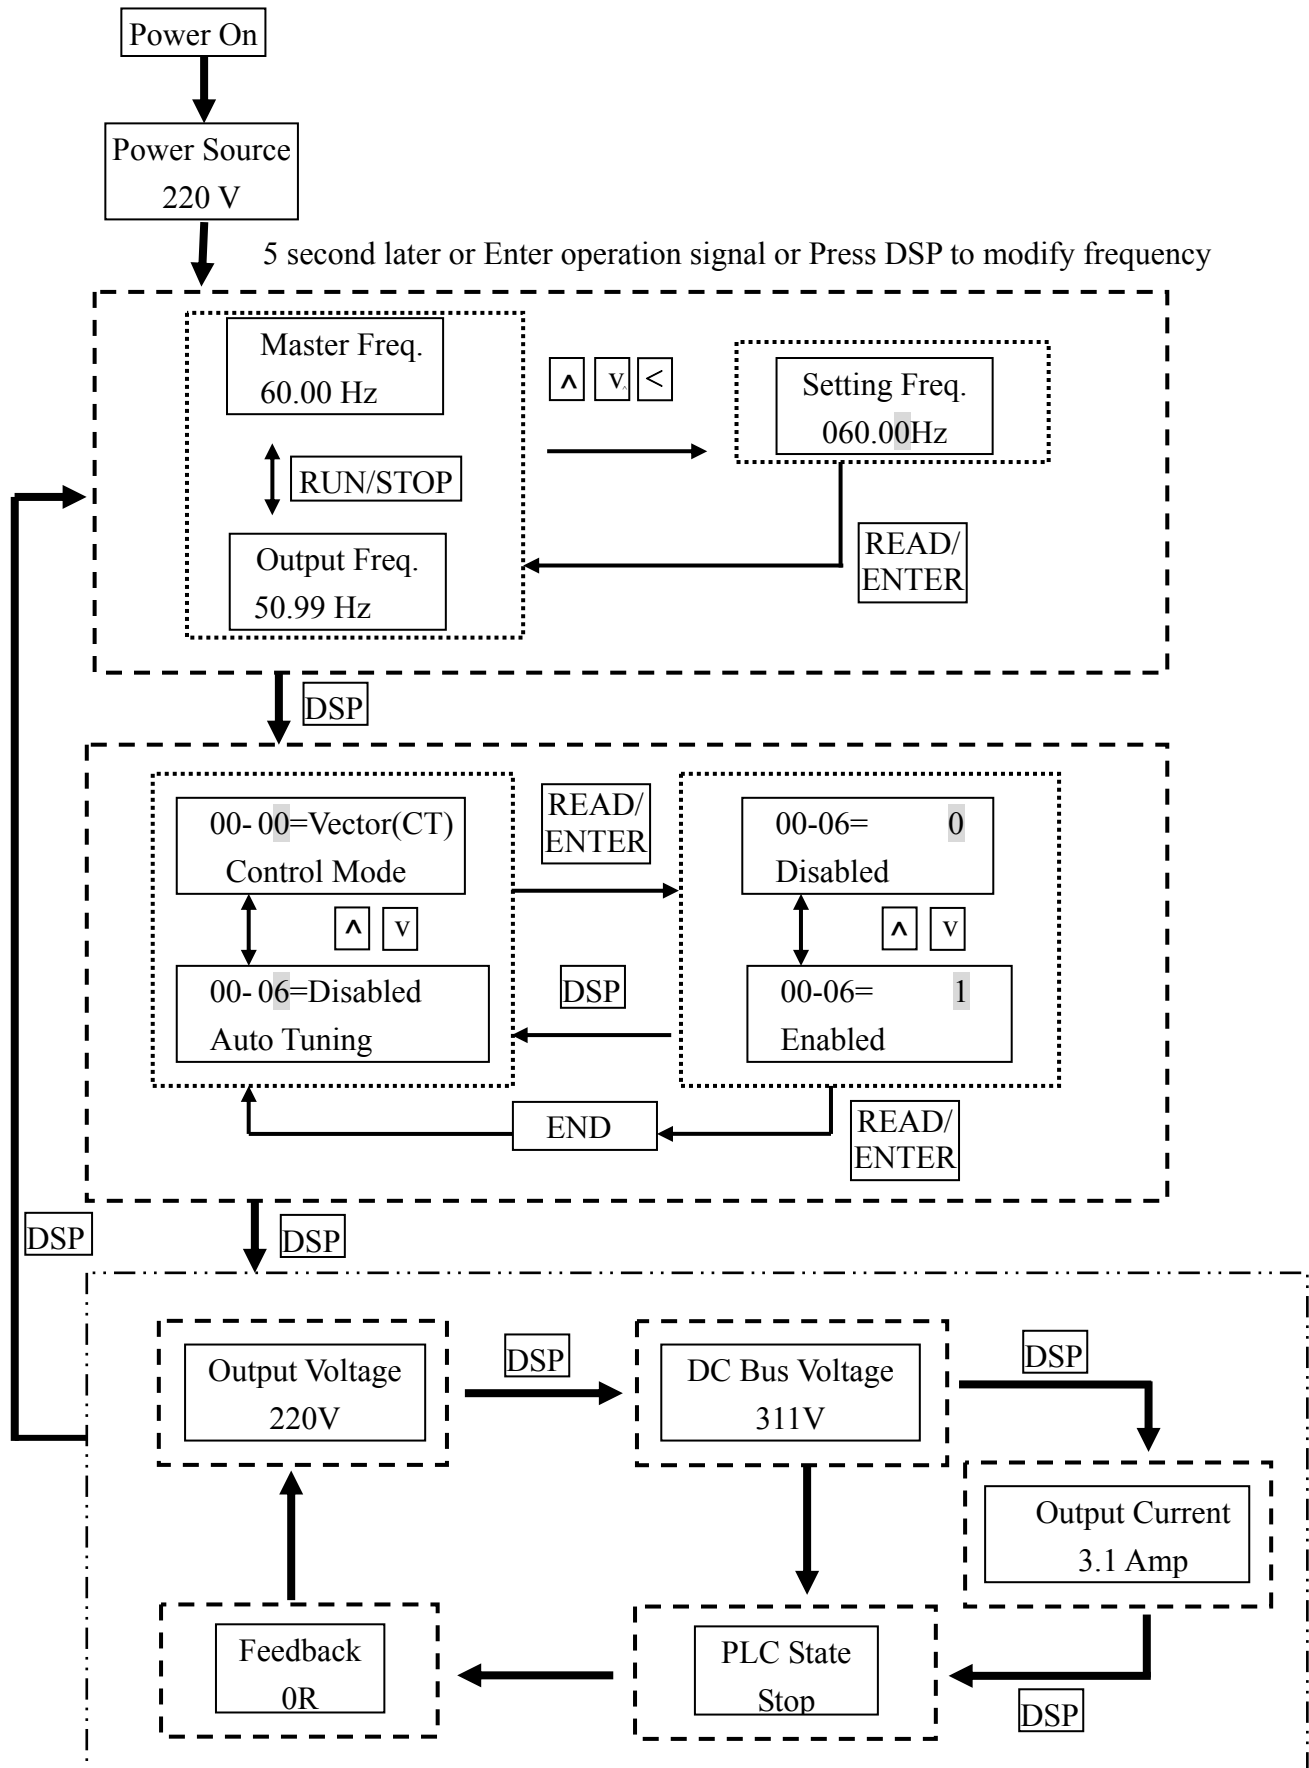 Power On
Power Source
220 V
5 second later or Enter operation signal or Press DSP to modify frequency
Master Freq.
60.00 Hz
^ v^ <
Setting Freq.
060.00Hz
RUN/STOP
Output Freq.
50.99 Hz
READ/
ENTER
DSP
00- 00=Vector(CT)
Control Mode
READ/
ENTER
00-06= 0
Disabled
^ v
^ v
00- 06=Disabled
Auto Tuning
DSP
00-06= 1
Enabled
END
READ/
ENTER
DSP
DSP
Output Voltage
220V
DSP
DC Bus Voltage
311V
DSP
Output Current
3.1 Amp
Feedback
0R
PLC State
Stop
DSP